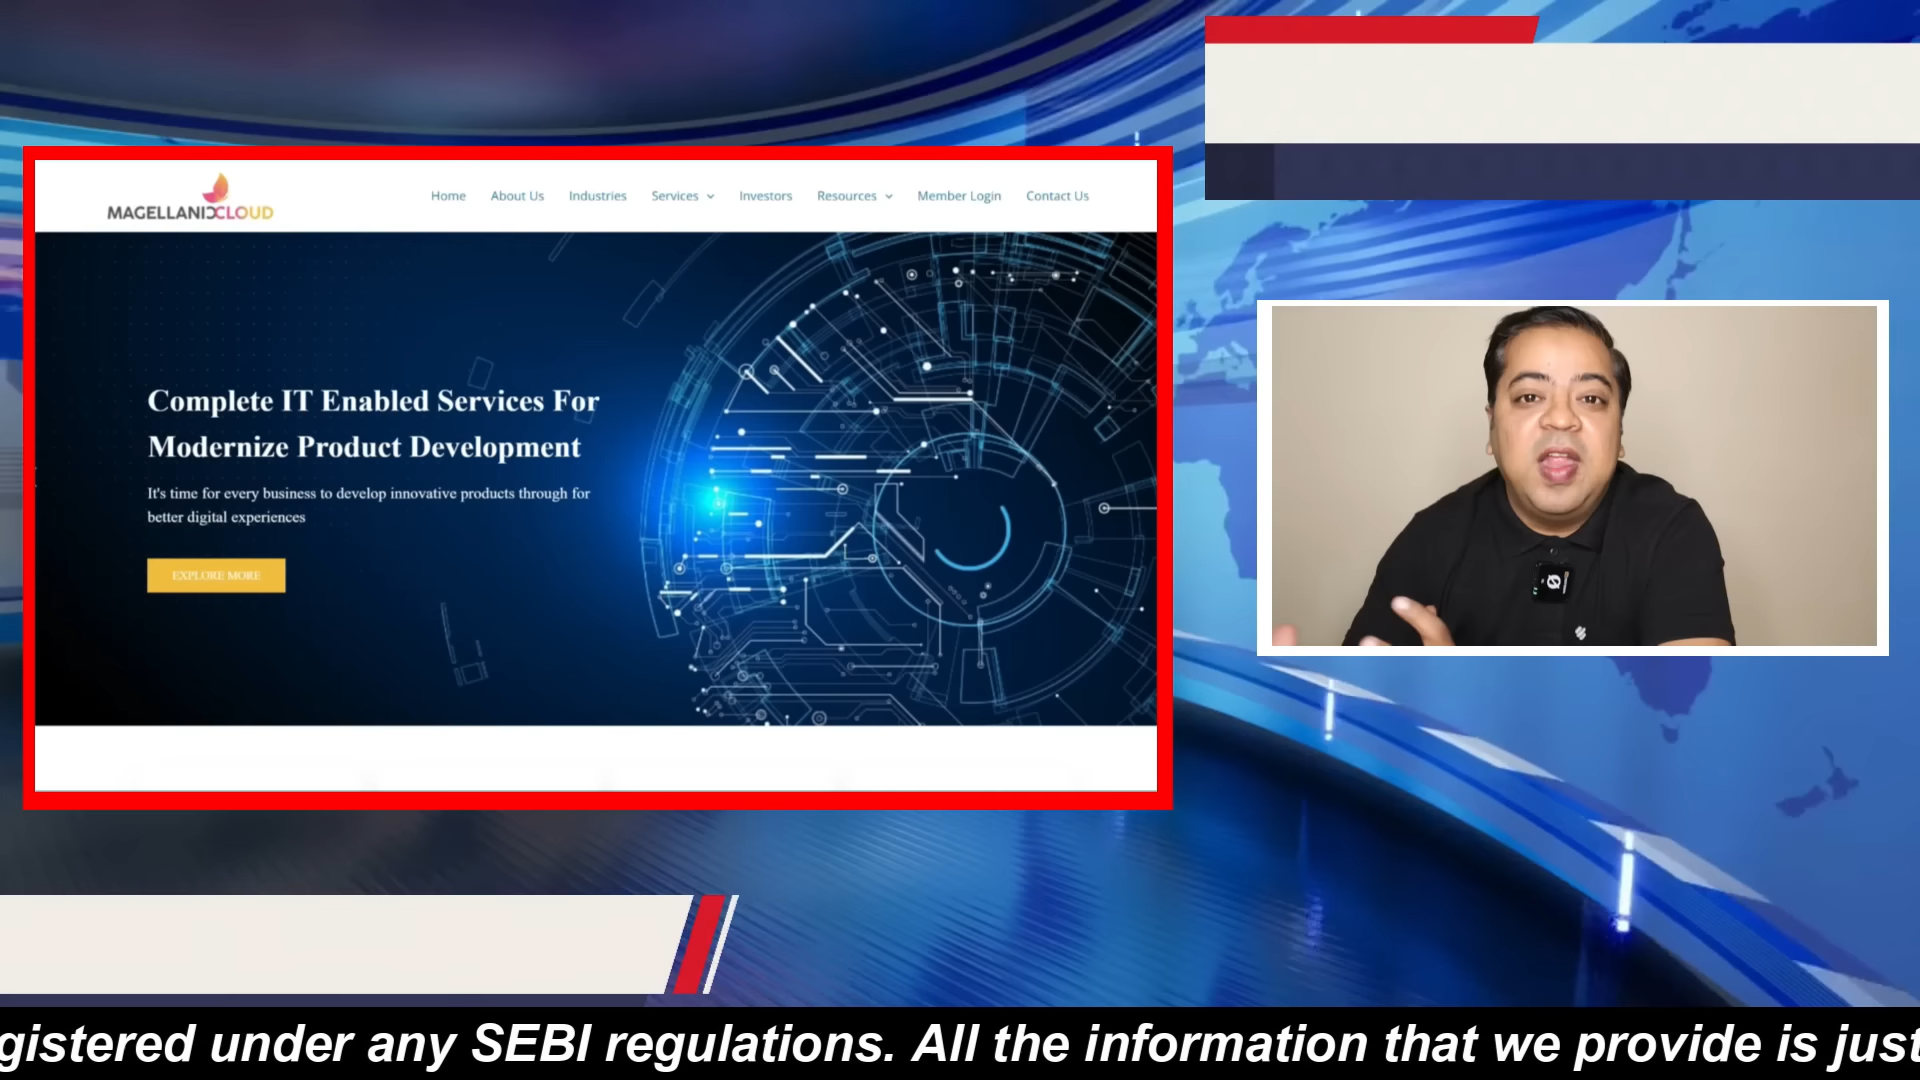 MAGELLANIC CLOUD
Home About Us Industries Services Investors Resources Member Login Contact Us
Complete IT Enabled Services For
Modernize Product Development
It's time for every business to develop innovative products through for
better digital experiences
EXPLORE MORE
gistered under any SEBI regulations. All the information that we provide is just